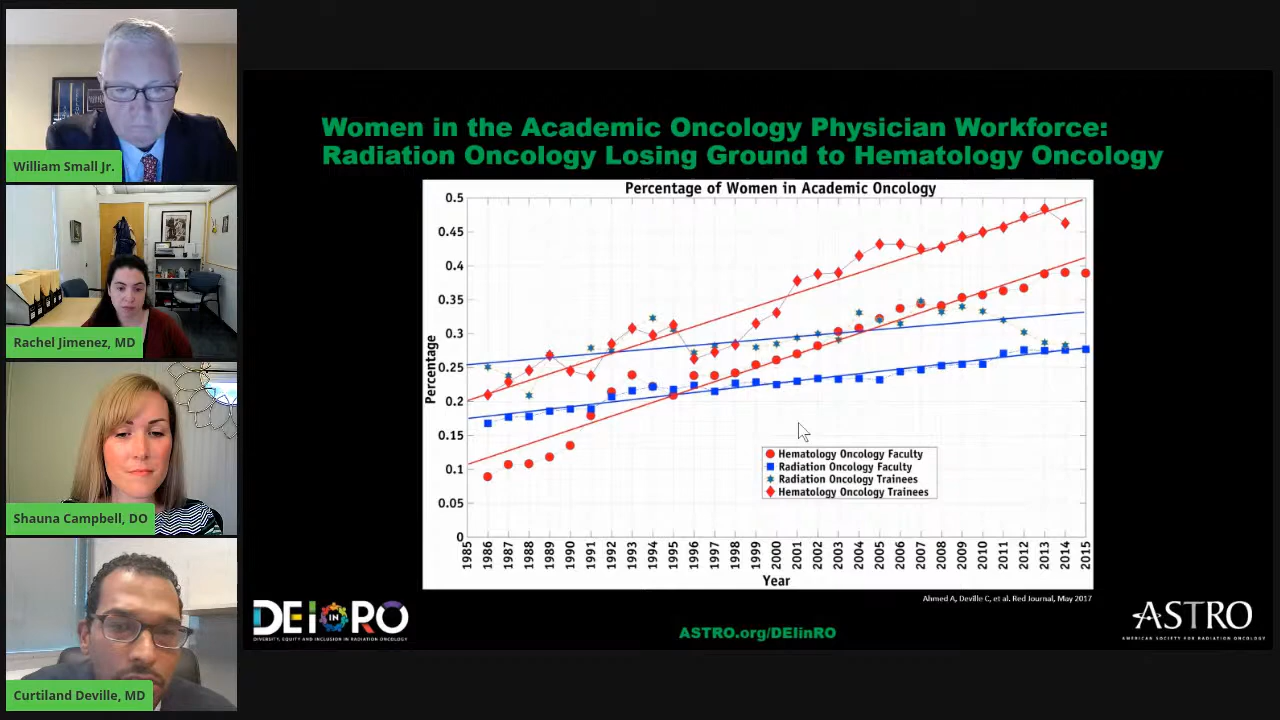 William Small Jr.
Rachel Jimenez, MD
Shauna Campbell, DO
Curtiland Deville, MD
Women in the Academic Oncology Physician Workforce:
Radiation Oncology Losing Ground to Hematology Oncology
Percentage of Women in Academic Oncology
Percentage
0.5
0.45
0.4
0.35
0.3
0.25
0.2
0.15
0.1
0.05
0
Hematology Oncology Faculty
Radiation Oncology Faculty
Radiation Oncology Trainees
Hematology Oncology Trainees
1985 1986 1987 1988 1989 1990 1991 1992 1993 1994 1995 1996 1997 1998 1999 2000 2001 2002 2003 2004 2005 2006 2007 2008 2009 2010 2011 2012 2013 2014 2015
Year
Ahmed A, Deville C, et al. Red Journal, May 2017
DEI IN RO
DIVERSITY, EQUITY AND INCLUSION IN RADIATION ONCOLOGY
ASTRO.org/DEIinRO
ASTRO
AMERICAN SOCIETY FOR RADIATION ONCOLOGY